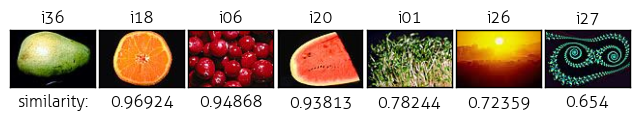 i36 i18 i06 i20 i01 i26 i27
similarity: 0.96924 0.94868 0.93813 0.78244 0.72359 0.654